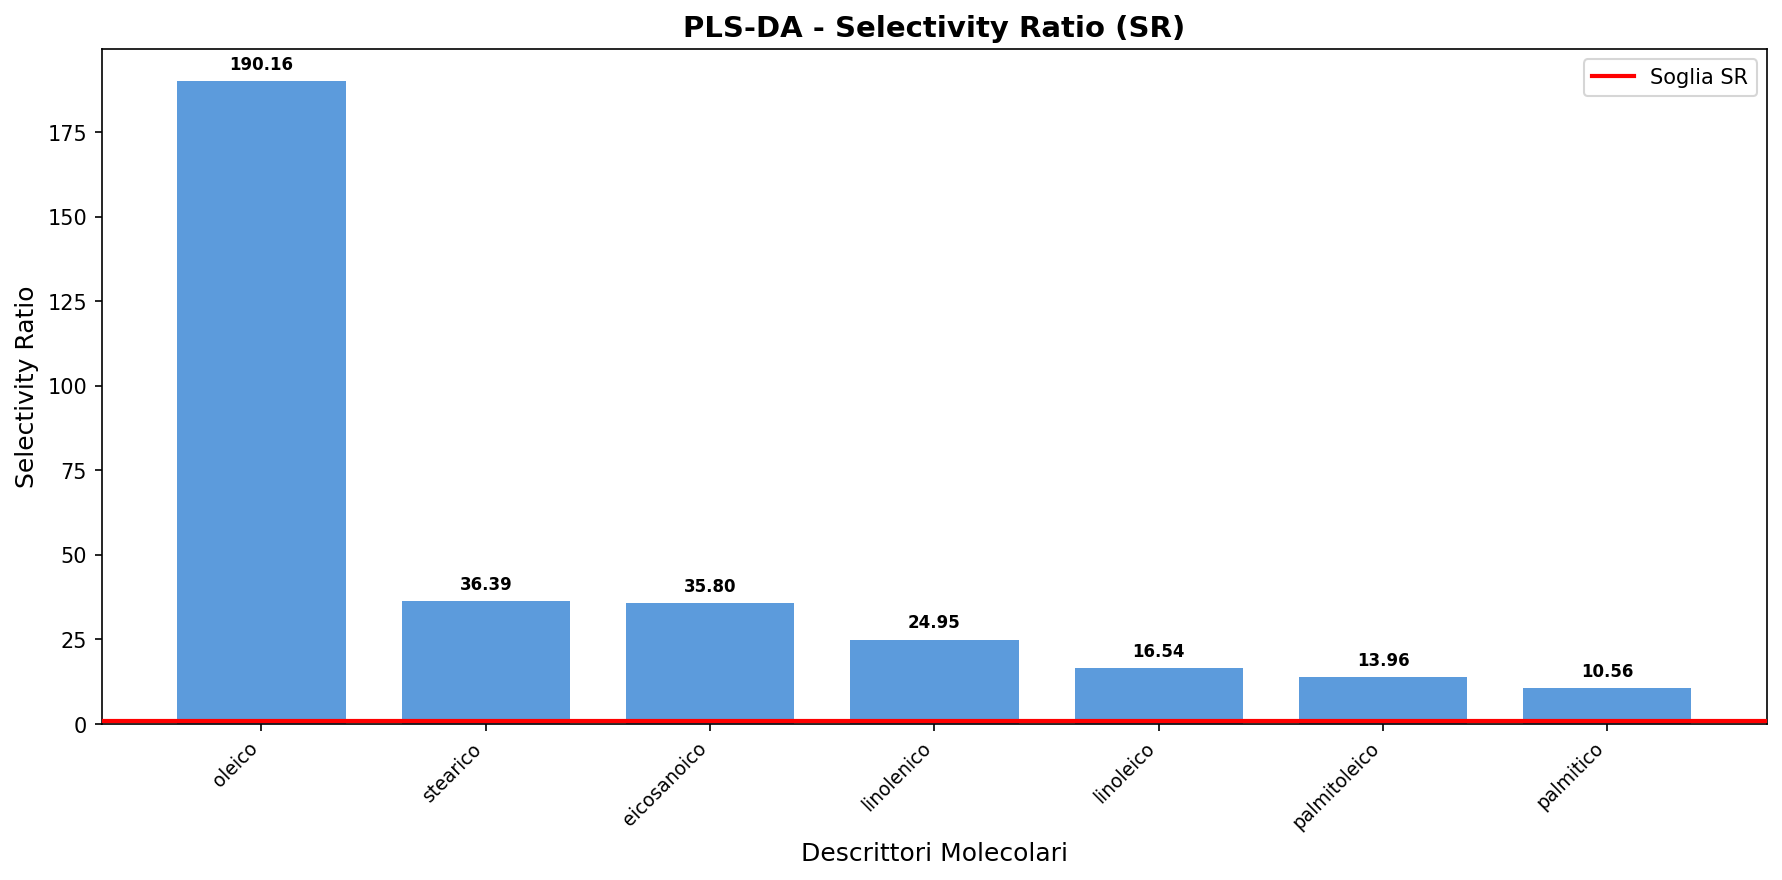 PLS-DA - Selectivity Ratio (SR)
Soglia SR
Selectivity Ratio
175
150
125
100
75
50
25
0
190.16
36.39
35.80
24.95
16.54
13.96
10.56
oleico
stearico
eicosanoico
linolenico
linoleico
palmitoleico
palmitico
Descrittori Molecolari